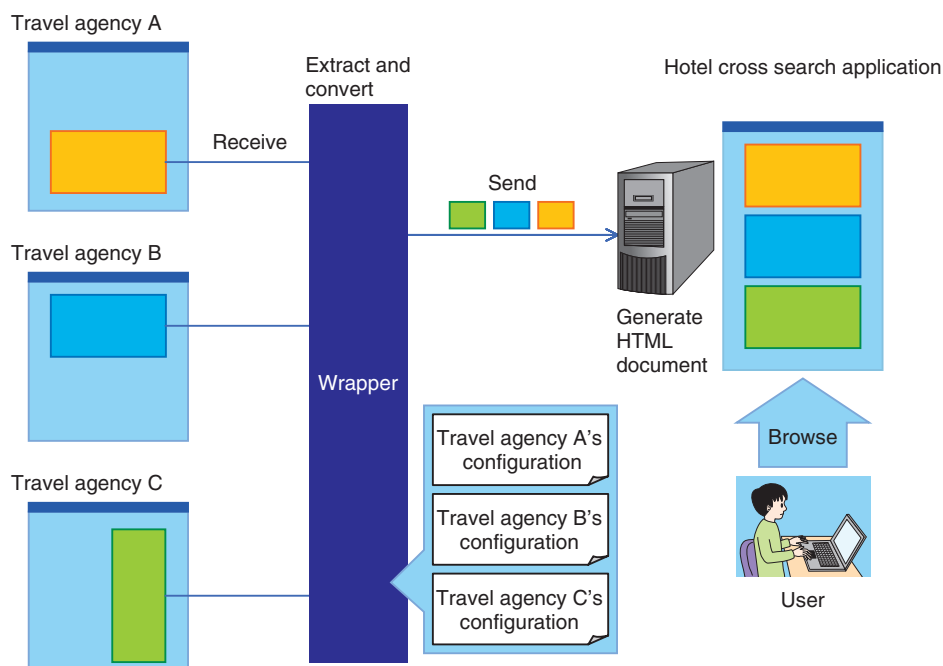 Travel agency A
Extract and
convert
Receive
Hotel cross search application
Send
Travel agency B
Generate
HTML
document
Wrapper
Travel agency A's
configuration
Travel agency B's
configuration
Travel agency C's
configuration
Browse
Travel agency C
User